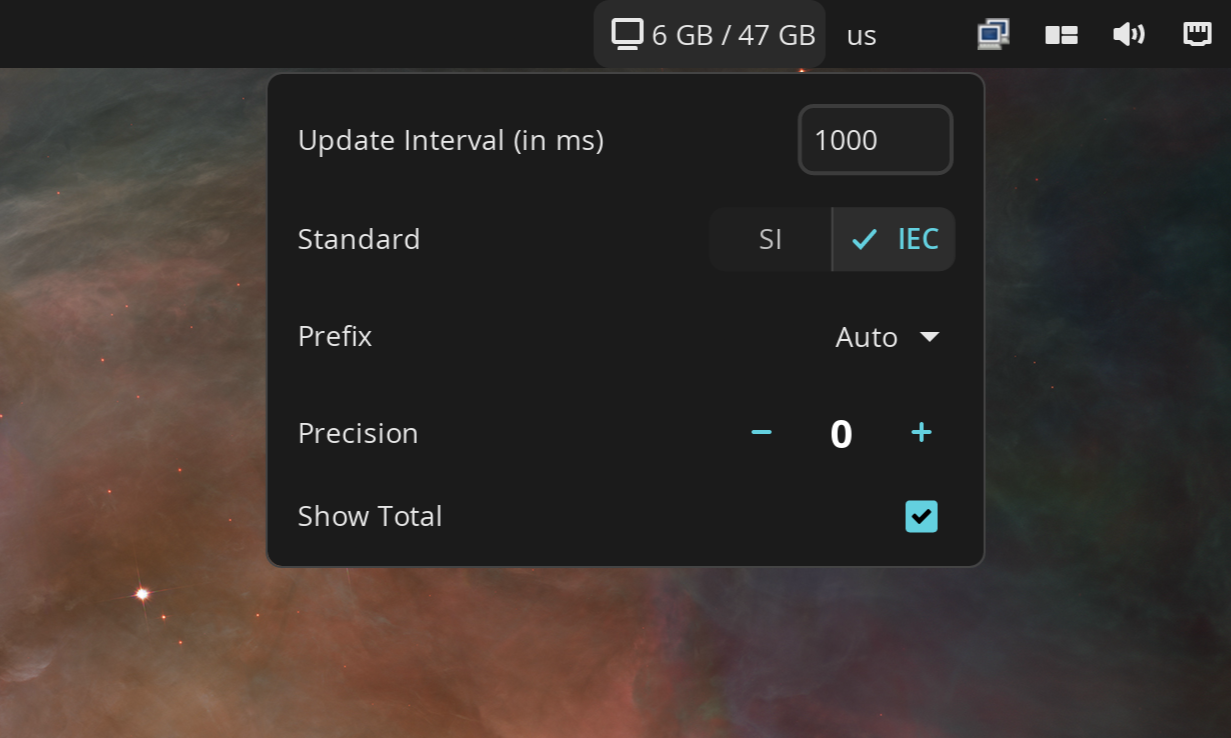 6 GB / 47 GB us
Update Interval (in ms) 1000
Standard SI IEC
Prefix Auto
Precision 0
Show Total